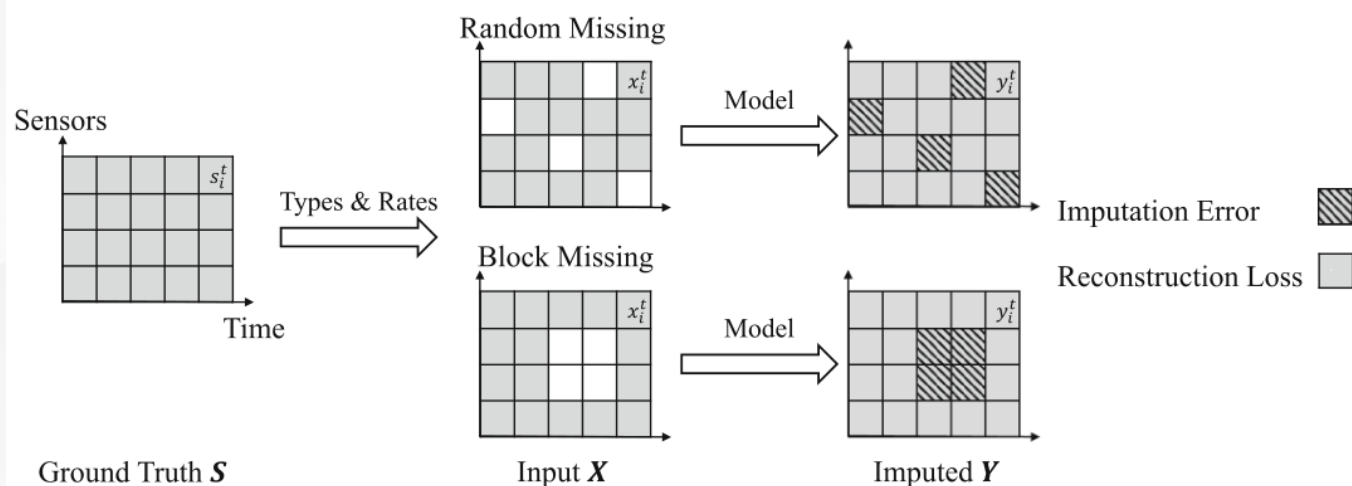 Random Missing
x_i^t
Model
y_i^t
Sensors
s_i^t
Types & Rates
Imputation Error
Block Missing
Reconstruction Loss
x_i^t
Model
y_i^t
Time
Ground Truth S
Input X
Imputed Y